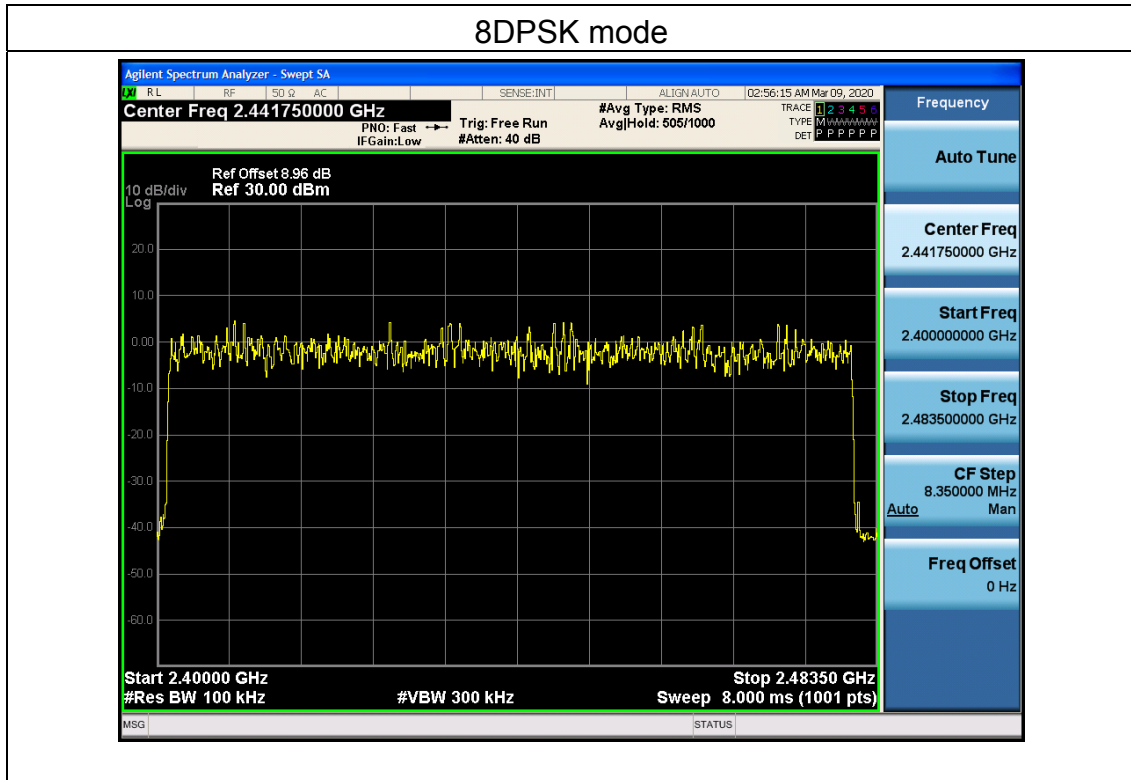 8DPSK mode
Agilent Spectrum Analyzer - Swept SA
LXI RL RF 50 Ω AC SENSE:INT ALIGN AUTO 02:56:15 AM Mar 09, 2020
Center Freq 2.441750000 GHz
PNO: Fast
IFGain:Low
Trig: Free Run
#Atten: 40 dB
#Avg Type: RMS
Avg|Hold: 505/1000
TRACE 1 2 3 4 5 6
TYPE MWWWWW
DET P P P P P P
Ref Offset 8.96 dB
10 dB/div Ref 30.00 dBm
Log
20.0
10.0
0.00
-10.0
-20.0
-30.0
-40.0
-50.0
-60.0
Start 2.40000 GHz Stop 2.48350 GHz
#Res BW 100 kHz #VBW 300 kHz Sweep 8.000 ms (1001 pts)
MSG STATUS
Frequency
Auto Tune
Center Freq
2.441750000 GHz
Start Freq
2.400000000 GHz
Stop Freq
2.483500000 GHz
CF Step
8.350000 MHz
Auto Man
Freq Offset
0 Hz